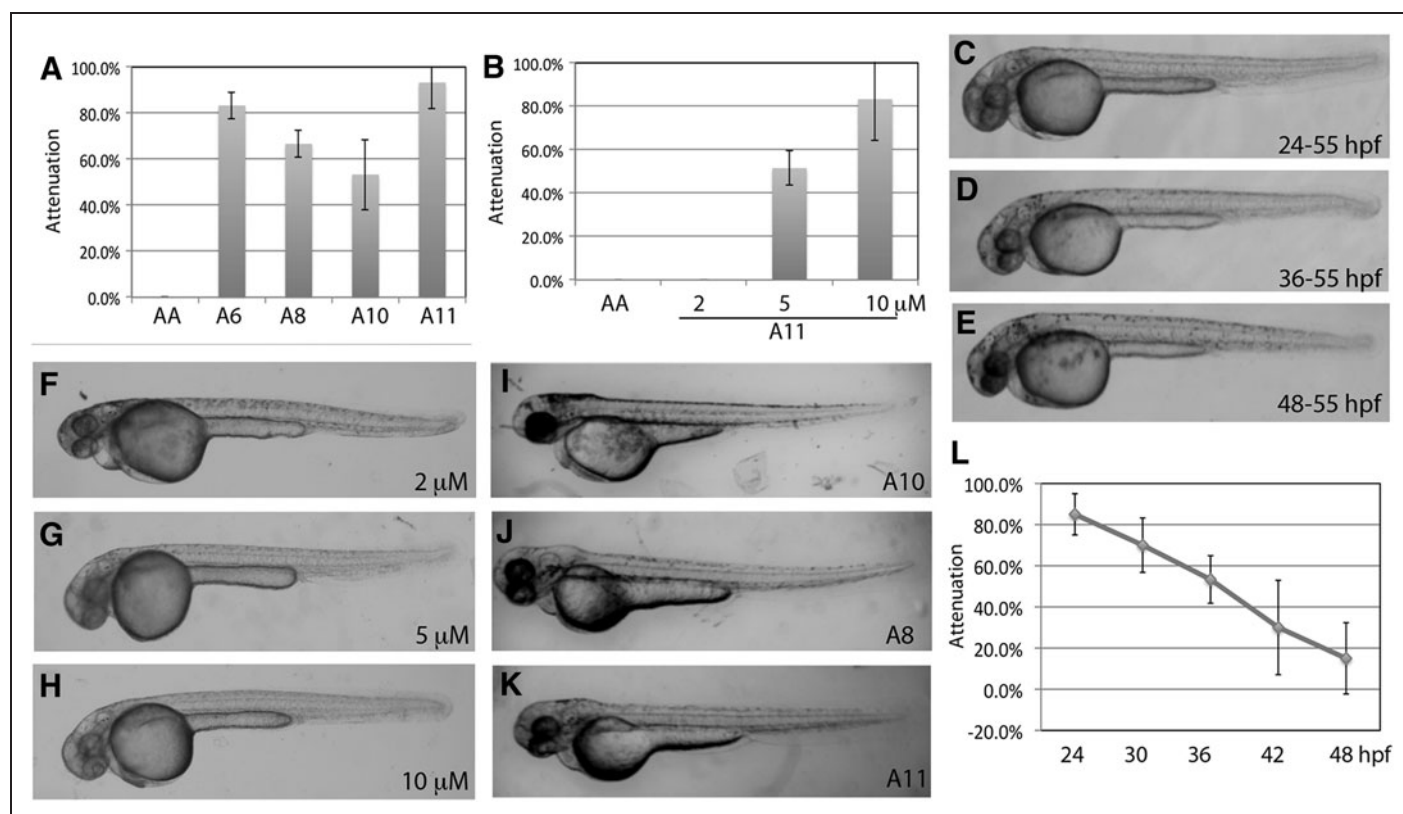 A
100.0%
80.0%
60.0%
40.0%
20.0%
0.0%
Attenuation
AA A6 A8 A10 A11
B
100.0%
80.0%
60.0%
40.0%
20.0%
0.0%
Attenuation
AA 2 5 10 μM
A11
C
24-55 hpf
D
36-55 hpf
E
48-55 hpf
F
2 μM
G
5 μM
H
10 μM
I
A10
J
A8
K
A11
L
100.0%
80.0%
60.0%
40.0%
20.0%
0.0%
-20.0%
Attenuation
24 30 36 42 48 hpf